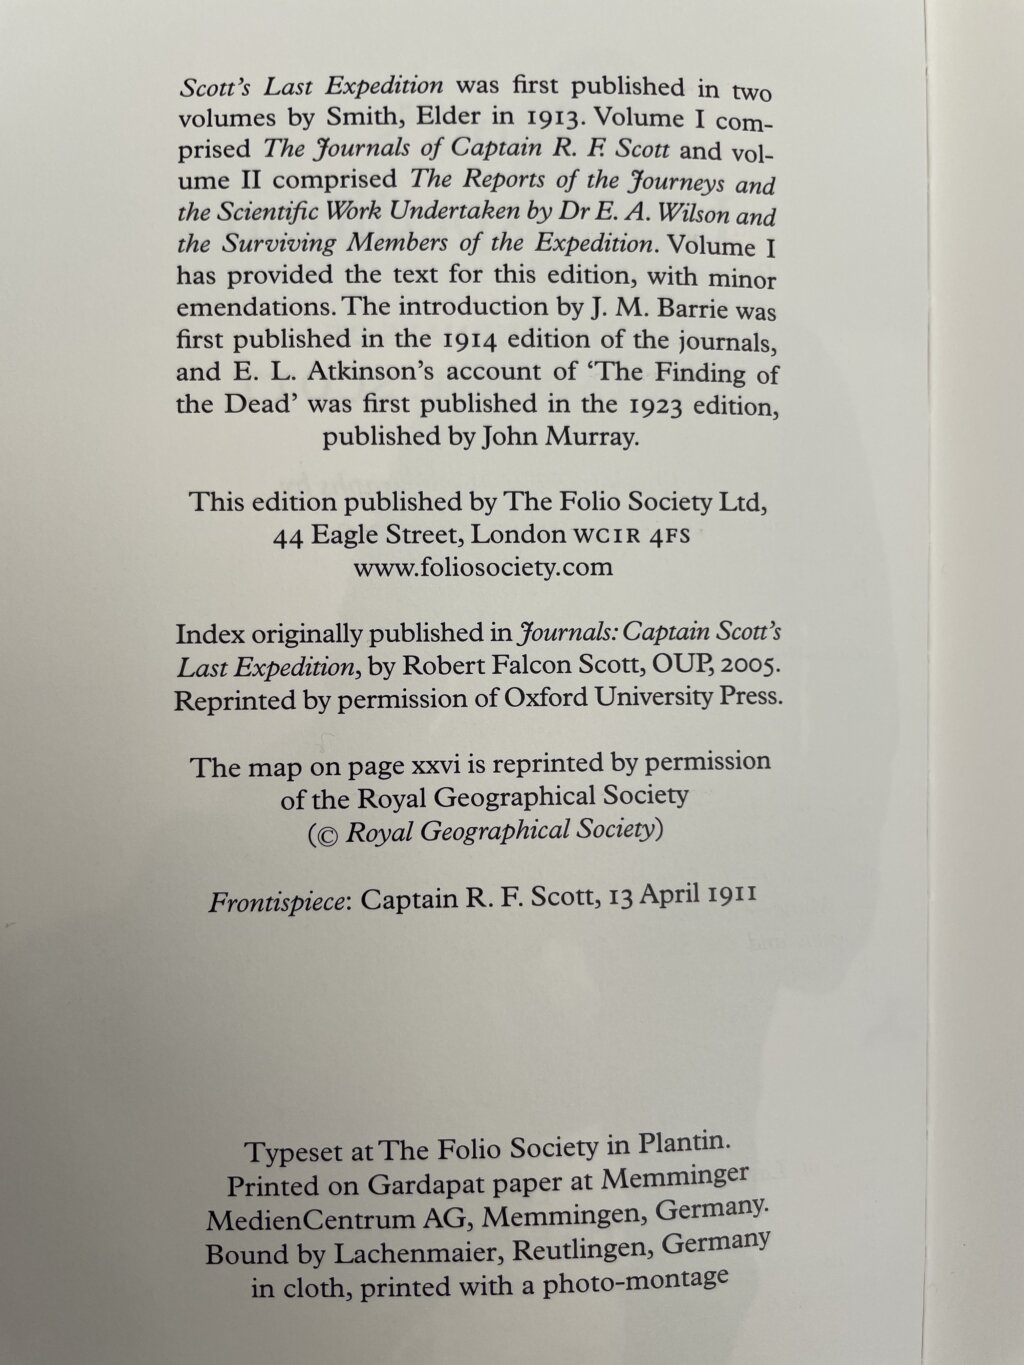 Scott's Last Expedition was first published in two
volumes by Smith, Elder in 1913. Volume I com-
prised The Journals of Captain R. F. Scott and vol-
ume II comprised The Reports of the Journeys and
the Scientific Work Undertaken by Dr E. A. Wilson and
the Surviving Members of the Expedition. Volume I
has provided the text for this edition, with minor
emendations. The introduction by J. M. Barrie was
first published in the 1914 edition of the journals,
and E. L. Atkinson's account of 'The Finding of
the Dead' was first published in the 1923 edition,
published by John Murray.
This edition published by The Folio Society Ltd,
44 Eagle Street, London WC1R 4FS
www.foliosociety.com
Index originally published in Journals: Captain Scott's
Last Expedition, by Robert Falcon Scott, OUP, 2005.
Reprinted by permission of Oxford University Press.
The map on page xxvi is reprinted by permission
of the Royal Geographical Society
(© Royal Geographical Society)
Frontispiece: Captain R. F. Scott, 13 April 1911
Typeset at The Folio Society in Plantin.
Printed on Gardapat paper at Memminger
MedienCentrum AG, Memmingen, Germany.
Bound by Lachenmaier, Reutlingen, Germany
in cloth, printed with a photo-montage